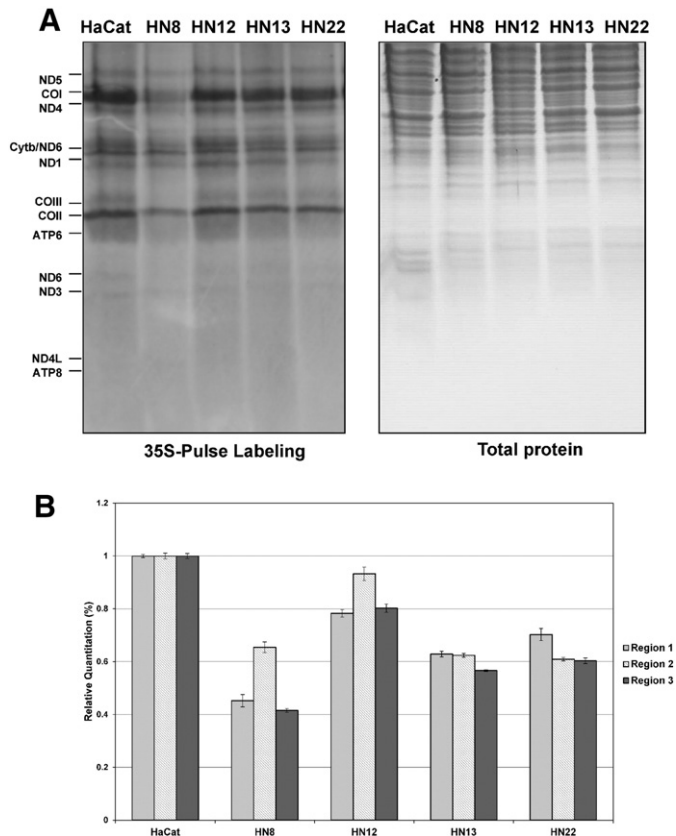 A
HaCat HN8 HN12 HN13 HN22
HaCat HN8 HN12 HN13 HN22
ND5
COI
ND4
Cytb/ND6
ND1
COIII
COII
ATP6
ND6
ND3
ND4L
ATP8
35S-Pulse Labeling
Total protein
B
Relative Quantitation (%)
1.2
1
0.8
0.6
0.4
0.2
0
HaCat HN8 HN12 HN13 HN22
Region 1
Region 2
Region 3